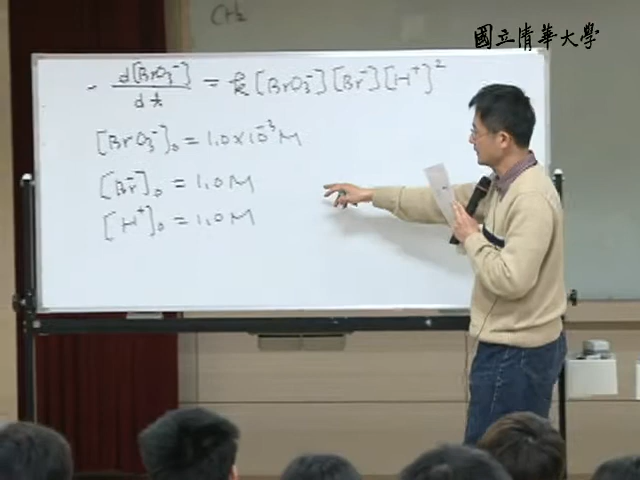 CH₂
國立清華大學
- d[BrO₃⁻]/dt = k[BrO₃⁻][Br⁻][H⁺]²
[BrO₃⁻]₀ = 1.0×10⁻³ M
[Br⁻]₀ = 1.0 M
[H⁺]₀ = 1.0 M